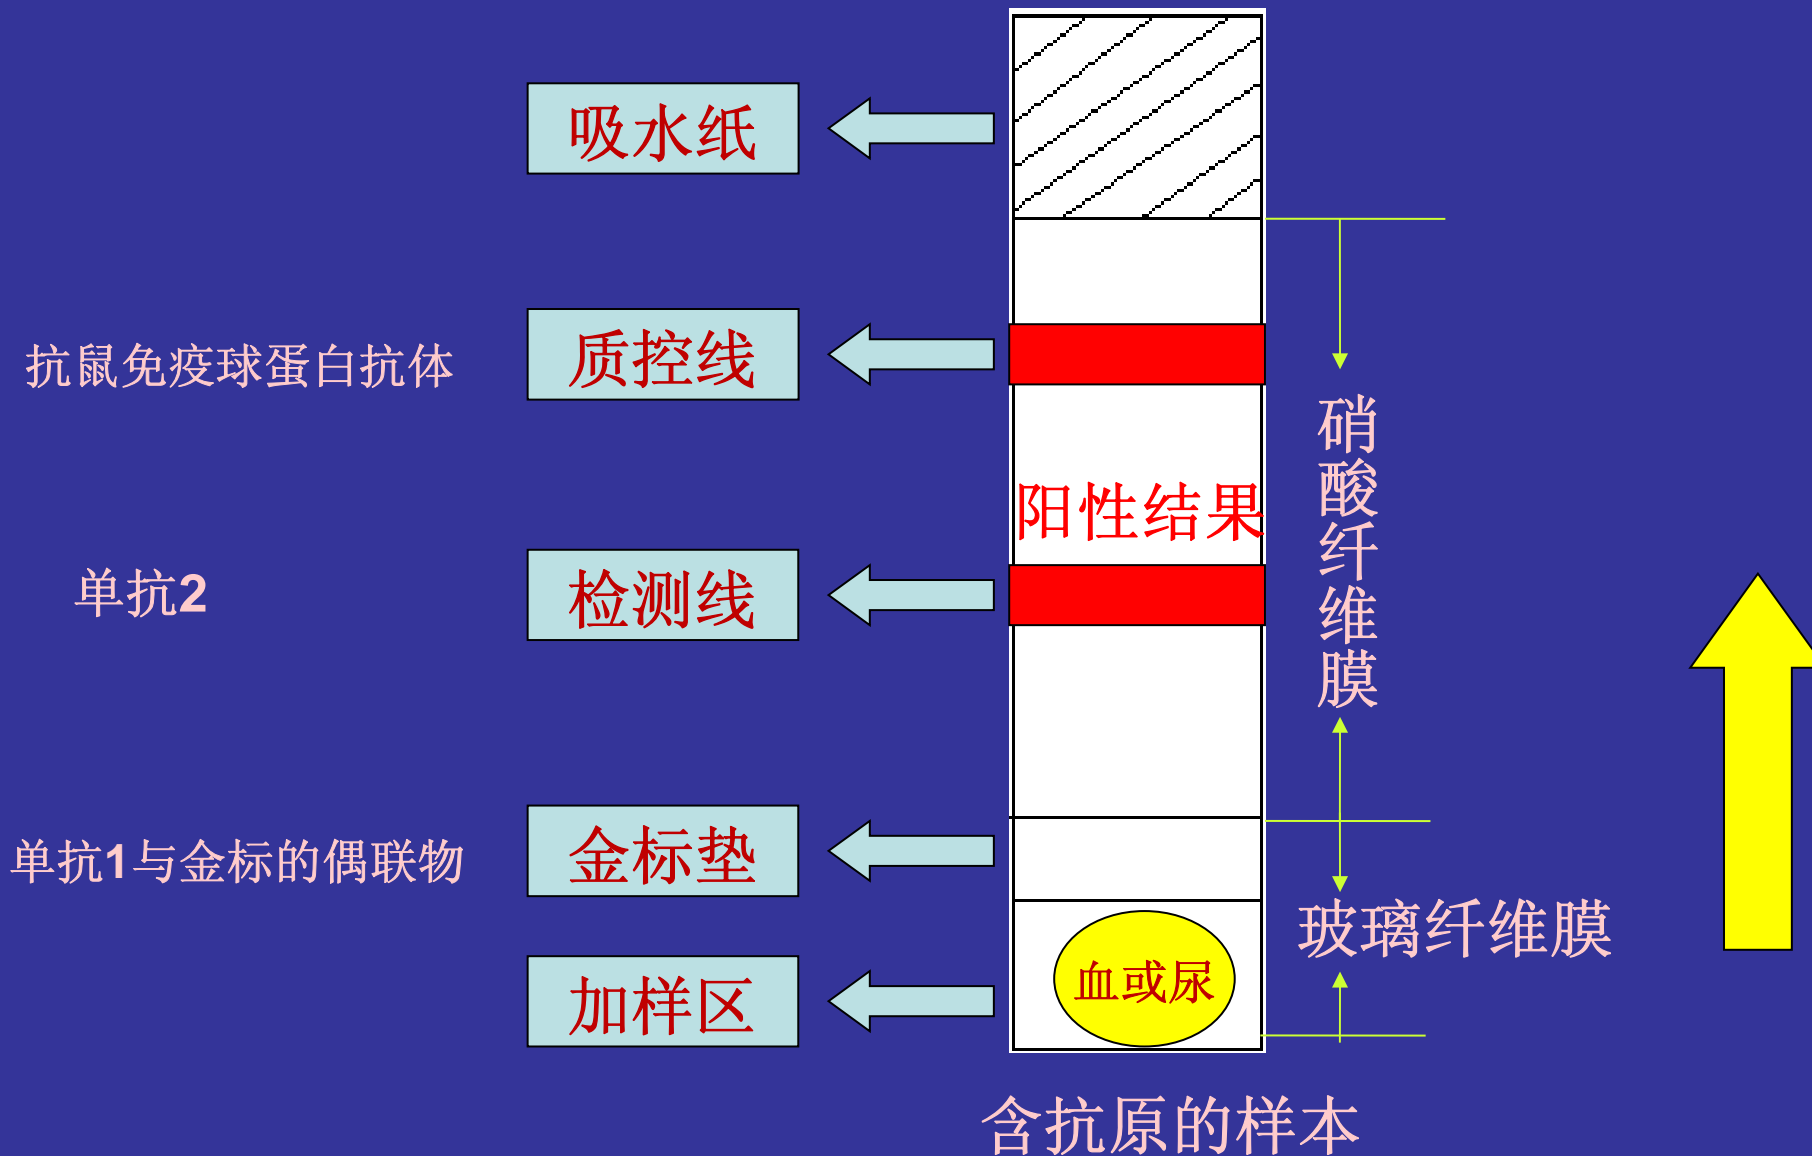 吸水纸
抗鼠免疫球蛋白抗体
质控线
硝酸纤维膜
阳性结果
单抗2
检测线
单抗1与金标的偶联物
金标垫
玻璃纤维膜
加样区
血或尿
含抗原的样本